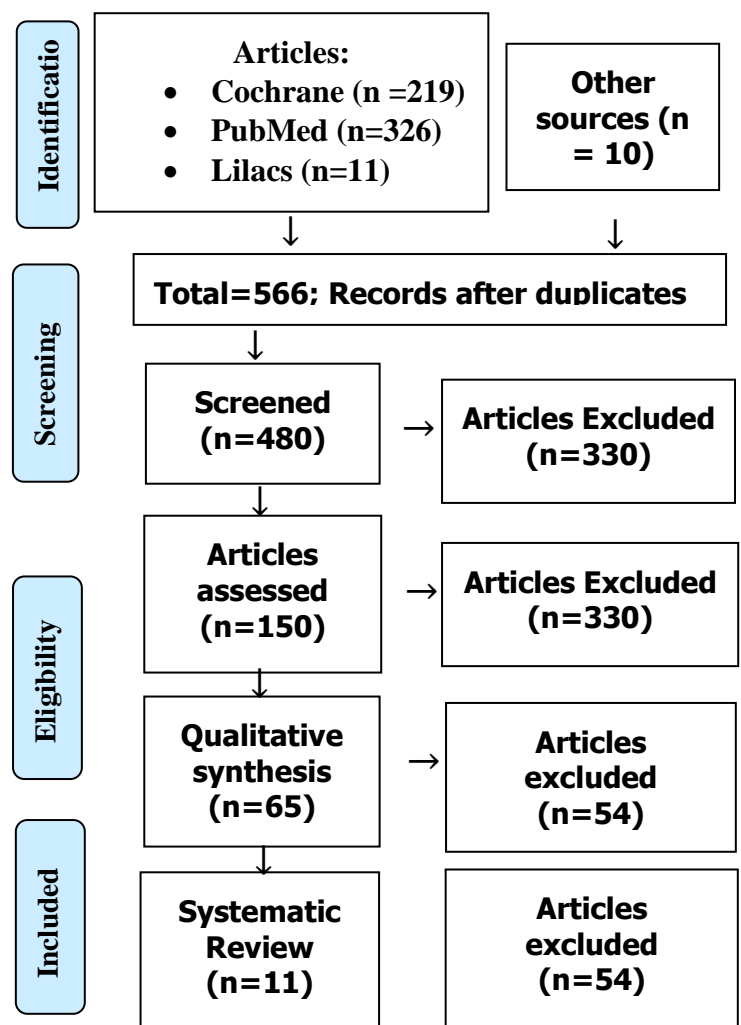 Identificatio
Articles:
• Cochrane (n =219)
• PubMed (n=326)
• Lilacs (n=11)
Other
sources (n
= 10)
Screening
Total=566; Records after duplicates
Screened
(n=480)
Articles Excluded
(n=330)
Eligibility
Articles
assessed
(n=150)
Articles Excluded
(n=330)
Qualitative
synthesis
(n=65)
Articles
excluded
(n=54)
Included
Systematic
Review
(n=11)
Articles
excluded
(n=54)